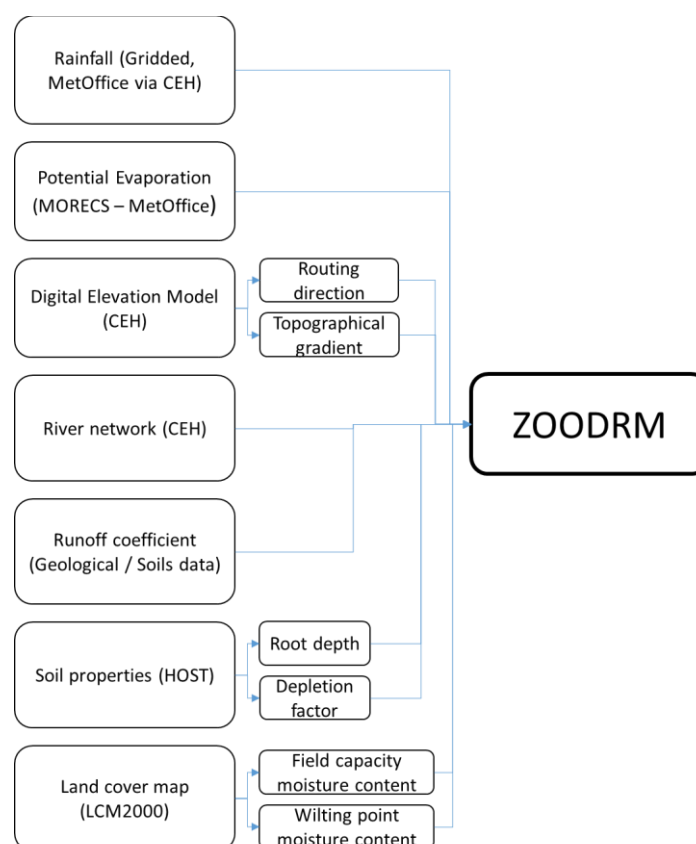 Rainfall (Gridded,
MetOffice via CEH)
Potential Evaporation
(MORECS – MetOffice)
Digital Elevation Model
(CEH)
Routing
direction
Topographical
gradient
River network (CEH)
ZOODRM
Runoff coefficient
(Geological / Soils data)
Soil properties (HOST)
Root depth
Depletion
factor
Land cover map
(LCM2000)
Field capacity
moisture content
Wilting point
moisture content